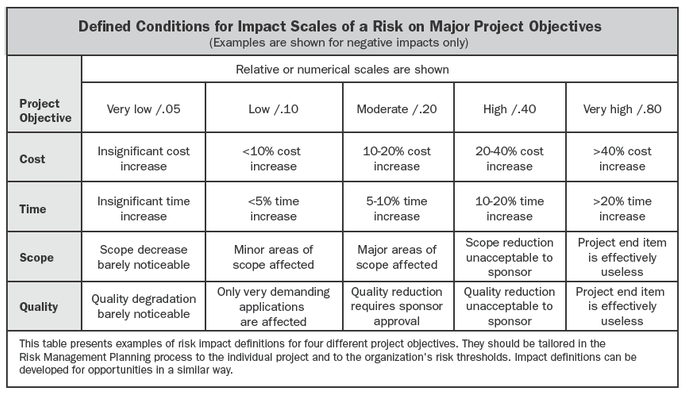 Defined Conditions for Impact Scales of a Risk on Major Project Objectives
(Examples are shown for negative impacts only)
Relative or numerical scales are shown
Project
Objective
Very low /.05
Low /.10
Moderate /.20
High /.40
Very high /.80
Cost
Insignificant cost
increase
<10% cost
increase
10-20% cost
increase
20-40% cost
increase
>40% cost
increase
Time
Insignificant time
increase
<5% time
increase
5-10% time
increase
10-20% time
increase
>20% time
increase
Scope
Scope decrease
barely noticeable
Minor areas of
scope affected
Major areas of
scope affected
Scope reduction
unacceptable to
sponsor
Project end item
is effectively
useless
Quality
Quality degradation
barely noticeable
Only very demanding
applications
are affected
Quality reduction
requires sponsor
approval
Quality reduction
unacceptable to
sponsor
Project end item
is effectively
useless
This table presents examples of risk impact definitions for four different project objectives. They should be tailored in the
Risk Management Planning process to the individual project and to the organization's risk thresholds. Impact definitions can be
developed for opportunities in a similar way.